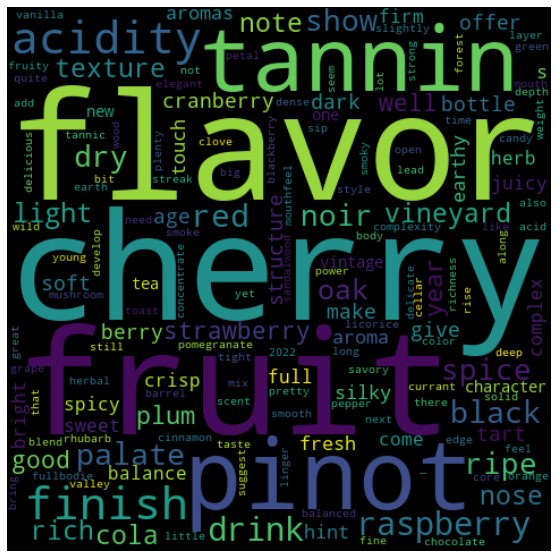 vanilla aromas note show firm offer layer
acidity slightly green
fruity not petal tannin forest
quite texture seem lot strong depth
add elegant dense mouth
cranberry dark well bottle s
delicious new tannic wood touch one time weight
flavor
dry clove sip candy herb
plenty blackberry smoky open lead also
earth bit streak big mouthfeel style earthy juicy
light age red noir vineyard like acid
wild need structure body complexity along
young develop tea smoke sandalwood power vintage delicate cellar rise richness year complex
cherry
soft concentrate oak
mushroom toast yet make color
great berry strawberry pomegranate aroma licorice give deep
still tight 2022 long
fruit
grape that herbal crisp barrel mix full pretty savory currant character spice
bright spicy scent silky pepper there solid
bring sweet plum smooth next edge black
blend rhubarb cinnamon taste fresh come tart
good palate balance suggest linger feel
fullbodie valley pinot ripe
finish core orange nose
rich cola little drink hint balanced raspberry
fine chocolate